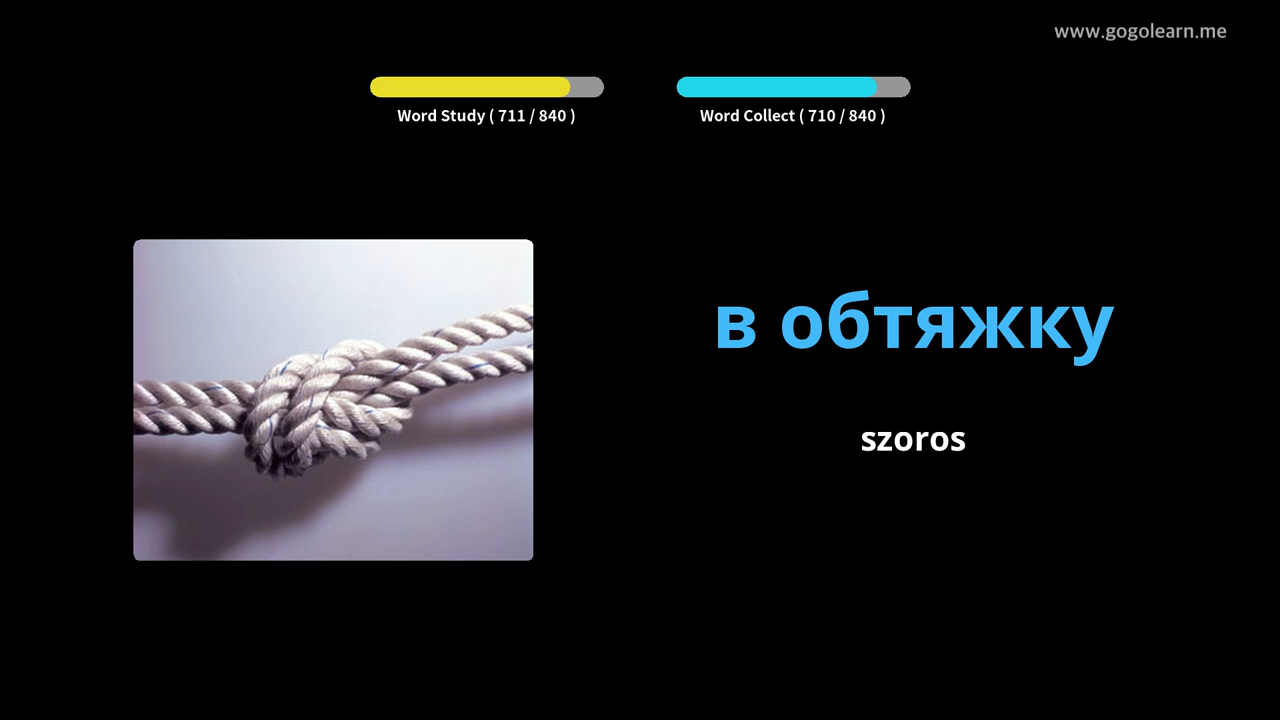 www.gogolearn.me
Word Study ( 711 / 840 )
Word Collect ( 710 / 840 )
в обтяжку
szoros